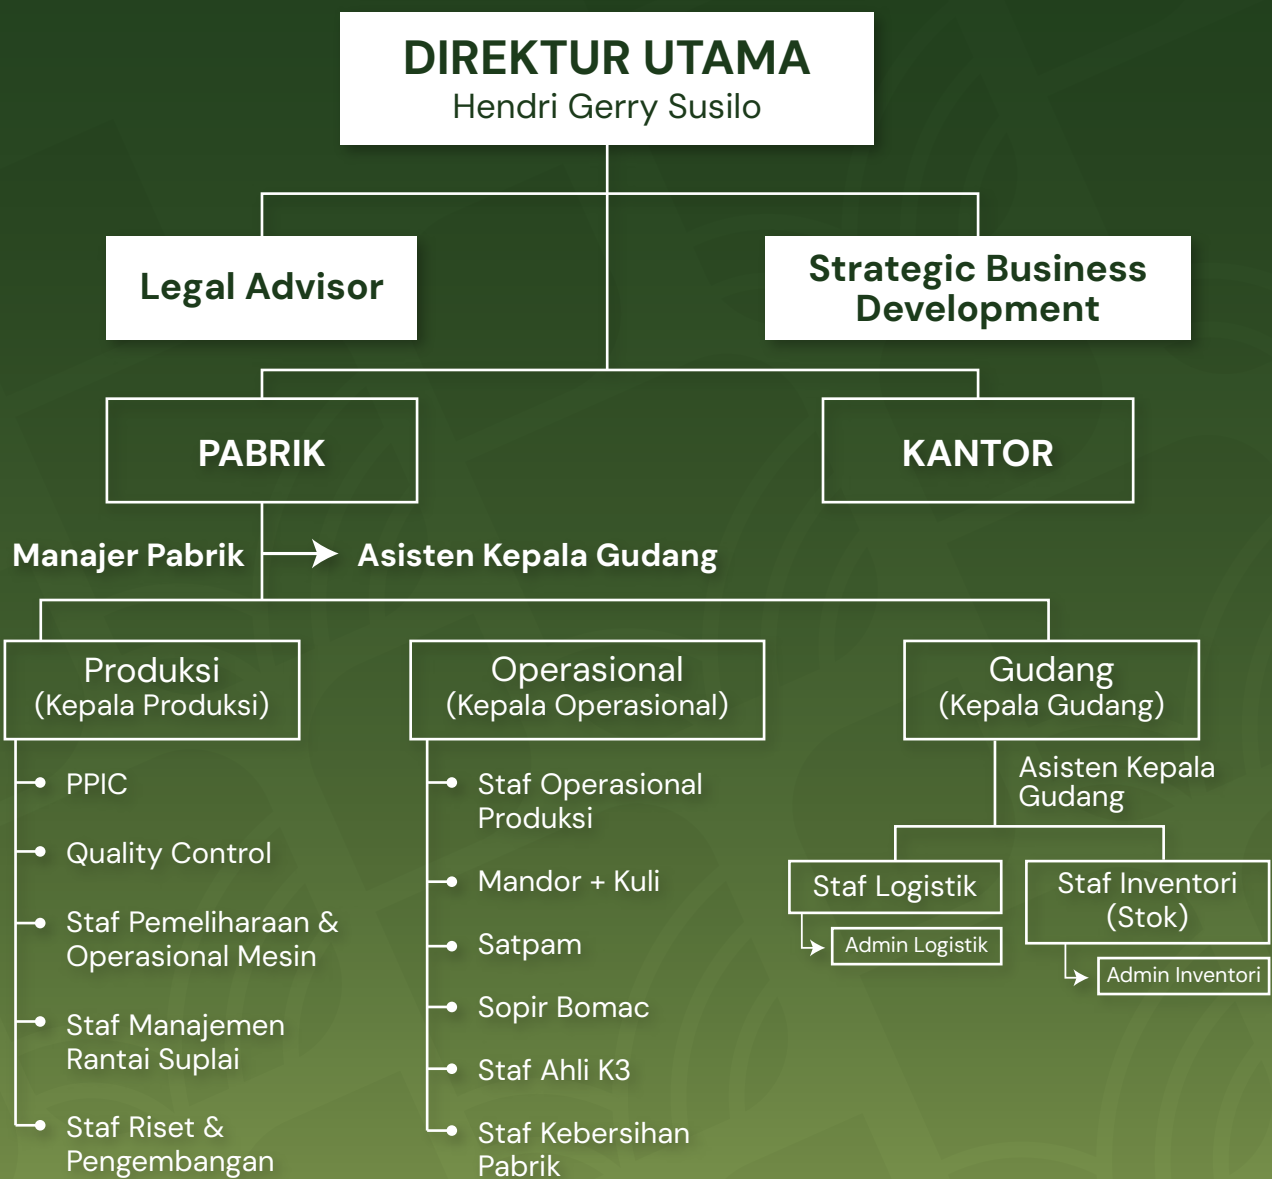 DIREKTUR UTAMA
Hendri Gerry Susilo
Legal Advisor
Strategic Business
Development
PABRIK
KANTOR
Manajer Pabrik
Asisten Kepala Gudang
Produksi
(Kepala Produksi)
PPIC
Quality Control
Staf Pemeliharaan &
Operasional Mesin
Staf Manajemen
Rantai Suplai
Staf Riset &
Pengembangan
Operasional
(Kepala Operasional)
Staf Operasional
Produksi
Mandor + Kuli
Satpam
Sopir Bomac
Staf Ahli K3
Staf Kebersihan
Pabrik
Gudang
(Kepala Gudang)
Asisten Kepala
Gudang
Staf Logistik
Admin Logistik
Staf Inventori
(Stok)
Admin Inventori